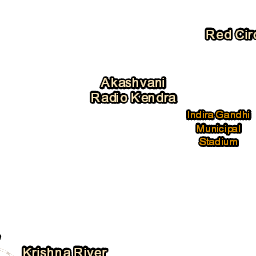 Red Circ
Akashvani
Radio Kendra
Indira Gandhi
Municipal
Stadium
Krishna River